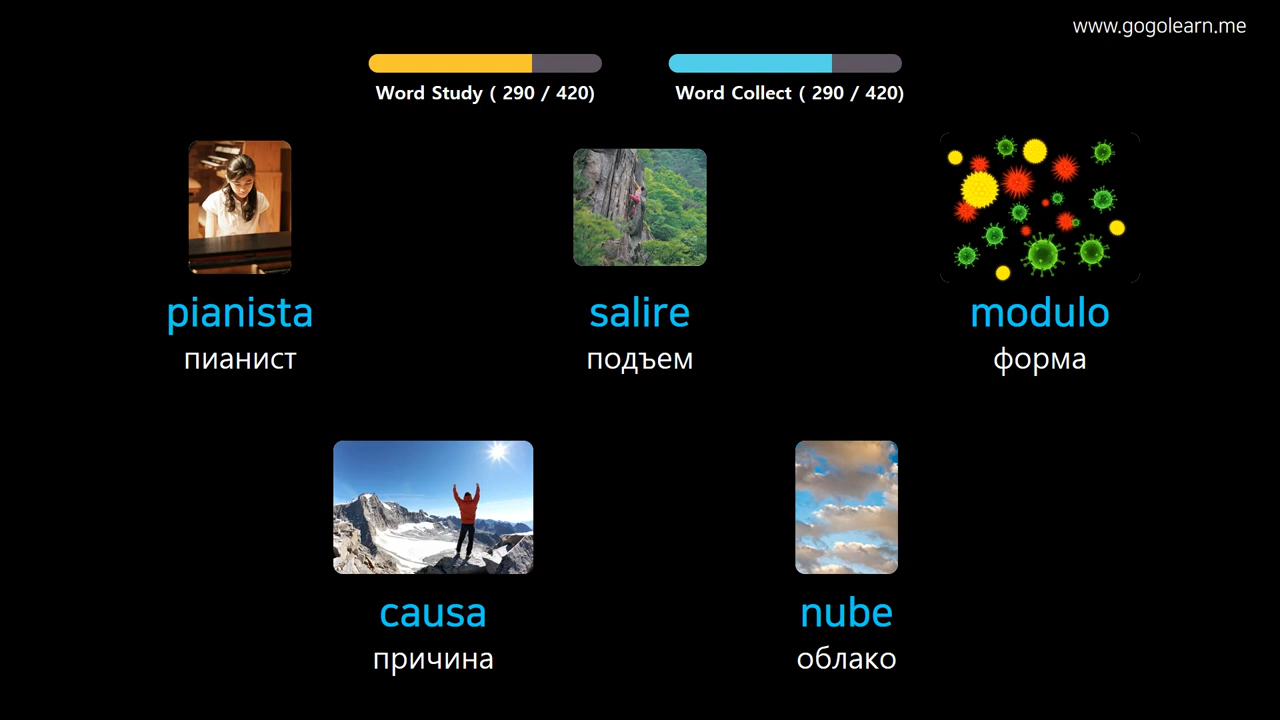 www.gogolearn.me
Word Study ( 290 / 420)
Word Collect ( 290 / 420)
pianista
пианист
salire
подъем
modulo
форма
causa
причина
nube
облако